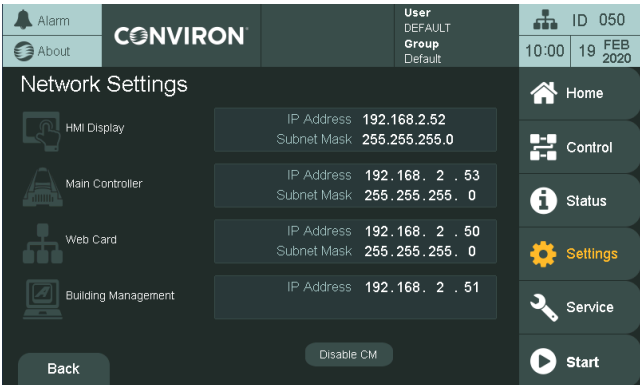 Alarm
About
CONVIRON
User
DEFAULT
Group
Default
ID 050
10:00 19 FEB 2020
Network Settings
HMI Display
IP Address 192.168.2.52
Subnet Mask 255.255.255.0
Main Controller
IP Address 192.168. 2 . 53
Subnet Mask 255.255.255. 0
Web Card
IP Address 192.168. 2 . 50
Subnet Mask 255.255.255. 0
Building Management
IP Address 192.168. 2 . 51
Disable CM
Back
Home
Control
Status
Settings
Service
Start